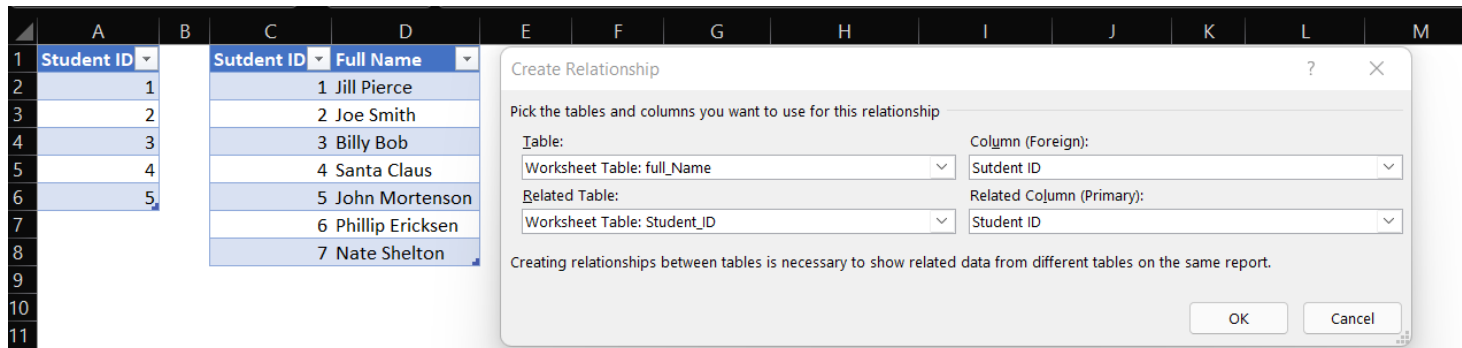 A B C D E F G H I J K L M
1 Student ID Sutdent ID Full Name
2 1 1 Jill Pierce
3 2 2 Joe Smith
4 3 3 Billy Bob
5 4 4 Santa Claus
6 5 5 John Mortenson
7 6 Phillip Ericksen
8 7 Nate Shelton
9
10
11
Create Relationship ?
Pick the tables and columns you want to use for this relationship
Table: Column (Foreign):
Worksheet Table: full_Name Sutdent ID
Related Table: Related Column (Primary):
Worksheet Table: Student_ID Student ID
Creating relationships between tables is necessary to show related data from different tables on the same report.
OK Cancel